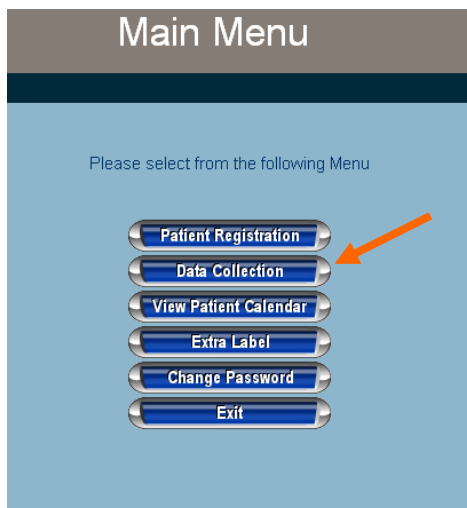 Main Menu
Please select from the following Menu
Patient Registration
Data Collection
View Patient Calendar
Extra Label
Change Password
Exit